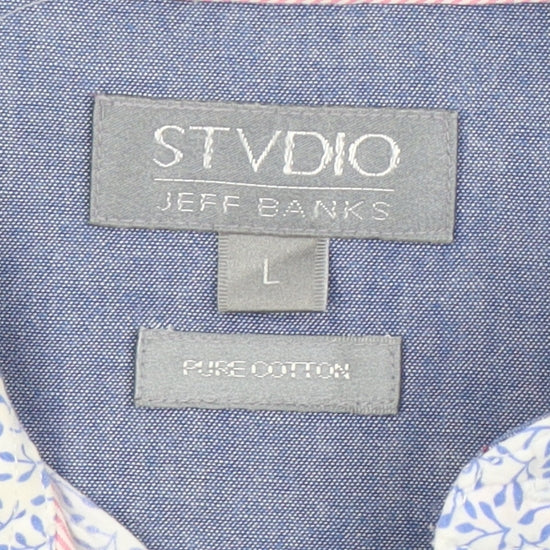 STVDIO
JEFF BANKS
L
PURE COTTON